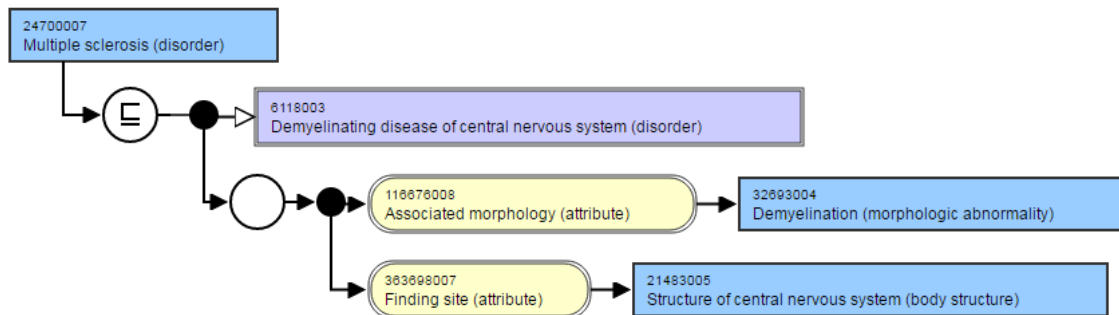 24700007
Multiple sclerosis (disorder)
⊑
6118003
Demyelinating disease of central nervous system (disorder)
116676008
Associated morphology (attribute)
32693004
Demyelination (morphologic abnormality)
363698007
Finding site (attribute)
21483005
Structure of central nervous system (body structure)